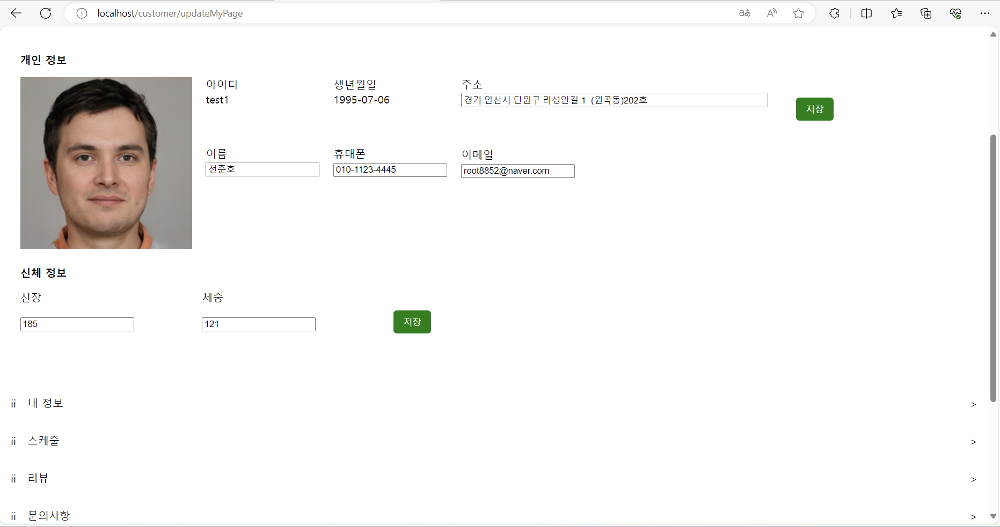 localhost/customer/updateMyPage
개인 정보
아이디 생년월일 주소
test1 1995-07-06 경기 안산시 단원구 라성안길 1 (원곡동)202호
저장
이름 휴대폰 이메일
전준호 010-1123-4445 root8852@naver.com
신체 정보
신장 체중
185 121 저장
ii 내 정보 >
ii 스케줄 >
ii 리뷰 >
ii 문의사항 >